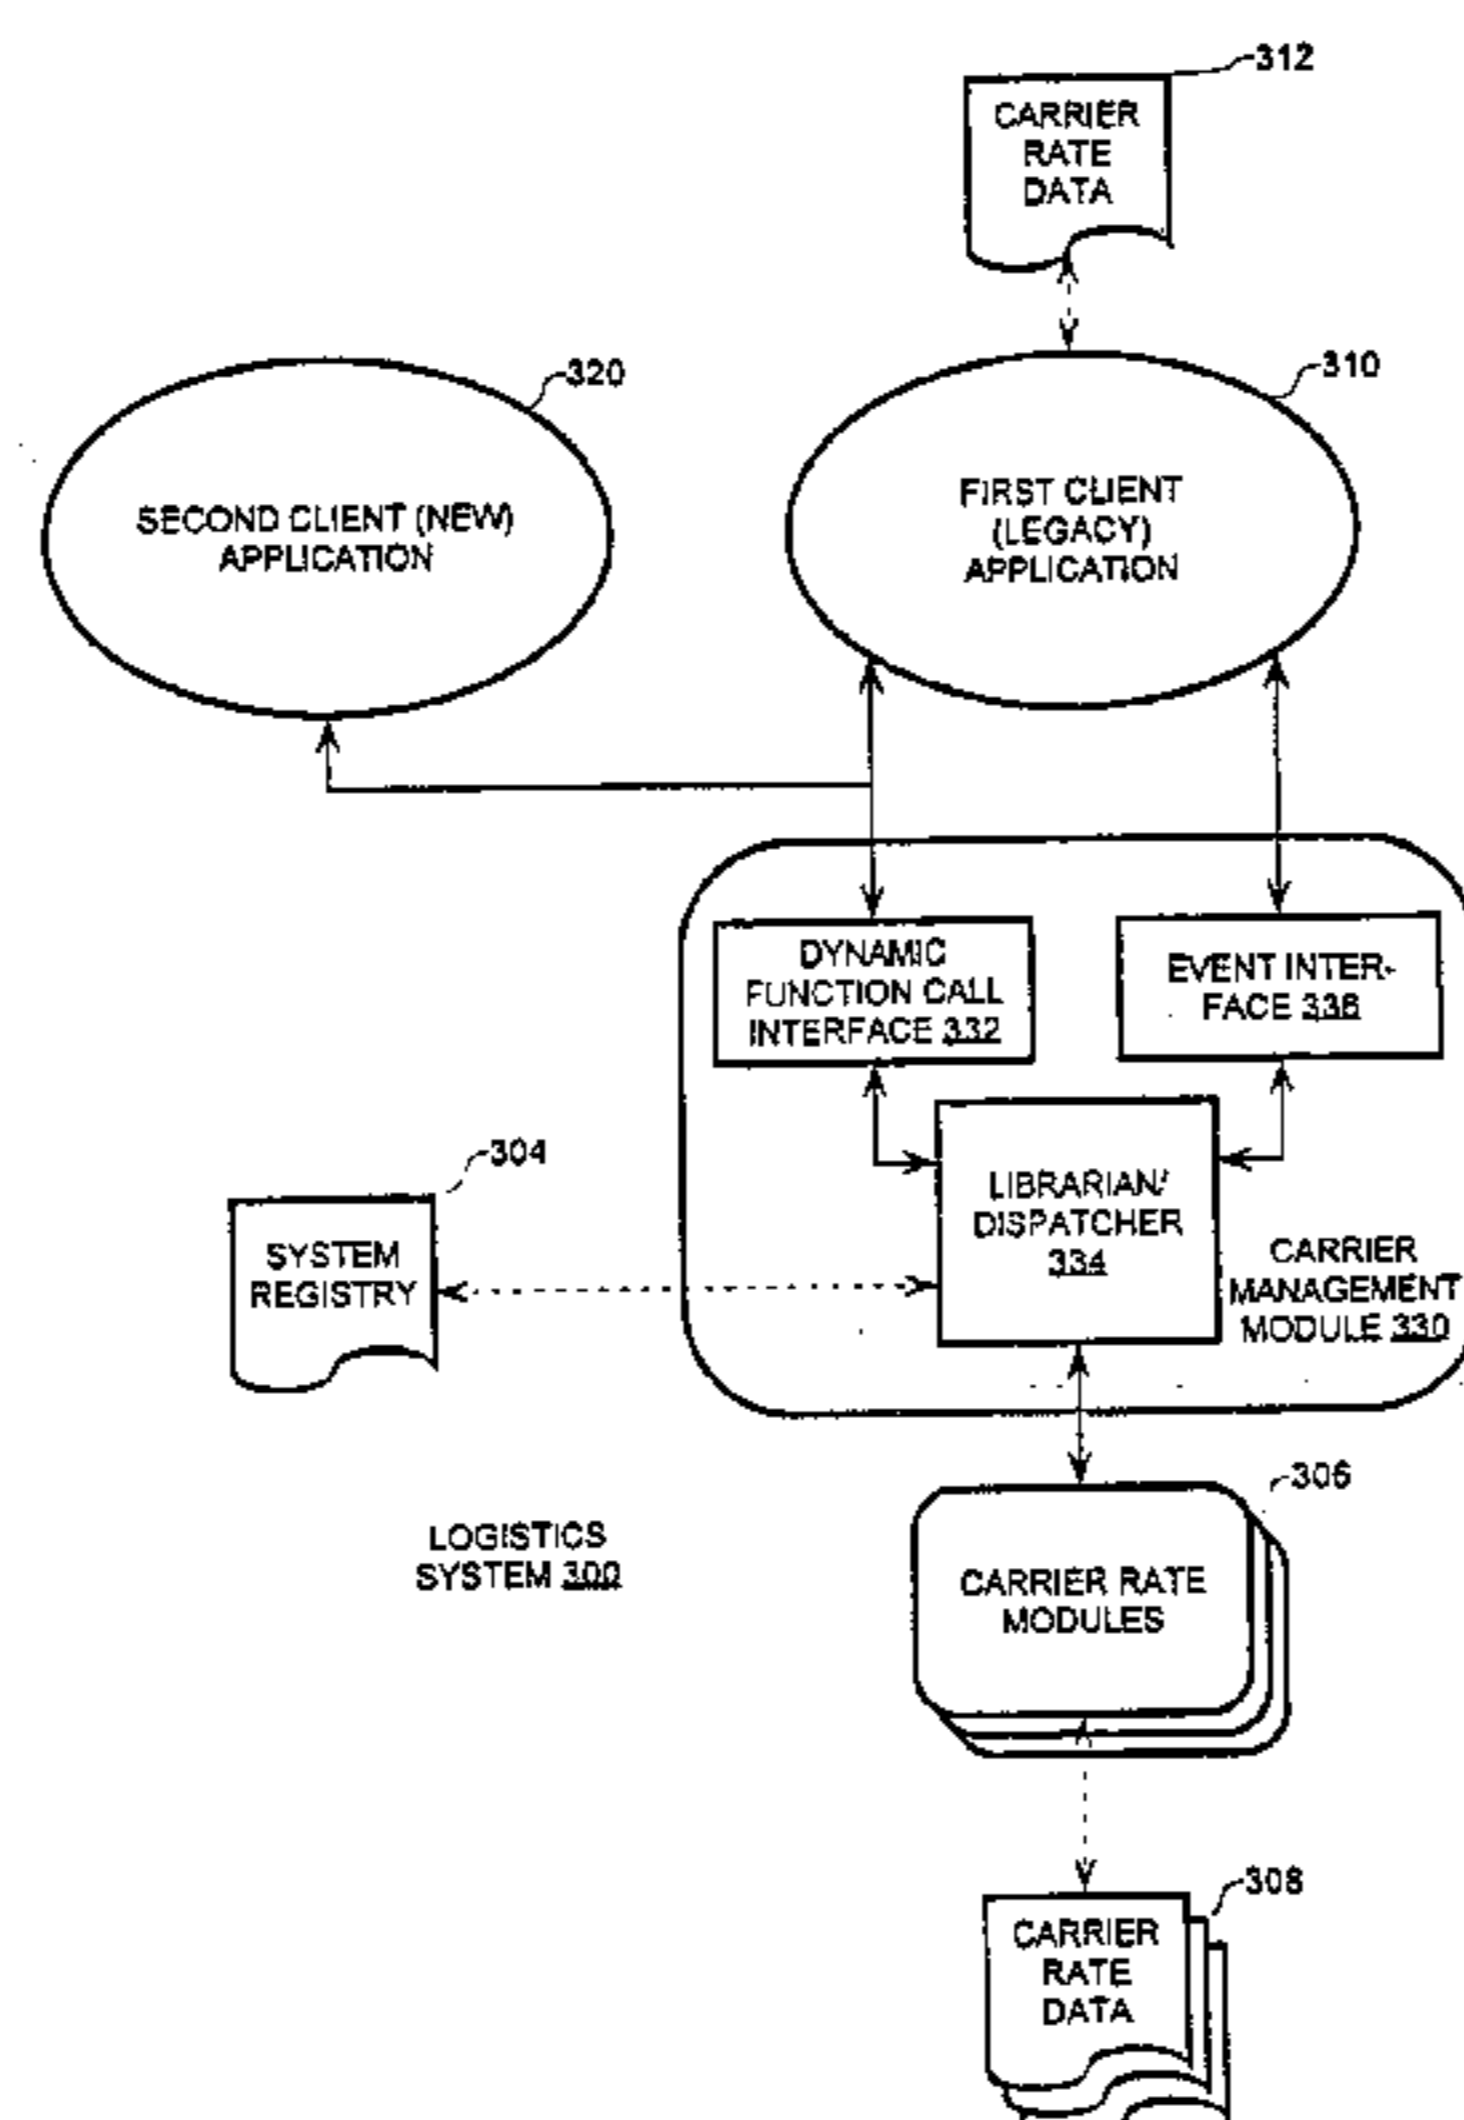 312
CARRIER
RATE
DATA
320
310
SECOND CLIENT (NEW)
APPLICATION
FIRST CLIENT
(LEGACY)
APPLICATION
DYNAMIC
FUNCTION CALL
INTERFACE 332
EVENT INTER-
FACE 336
304
SYSTEM
REGISTRY
LIBRARIAN/
DISPATCHER
334
CARRIER
MANAGEMENT
MODULE 330
306
LOGISTICS
SYSTEM 300
CARRIER RATE
MODULES
308
CARRIER
RATE
DATA